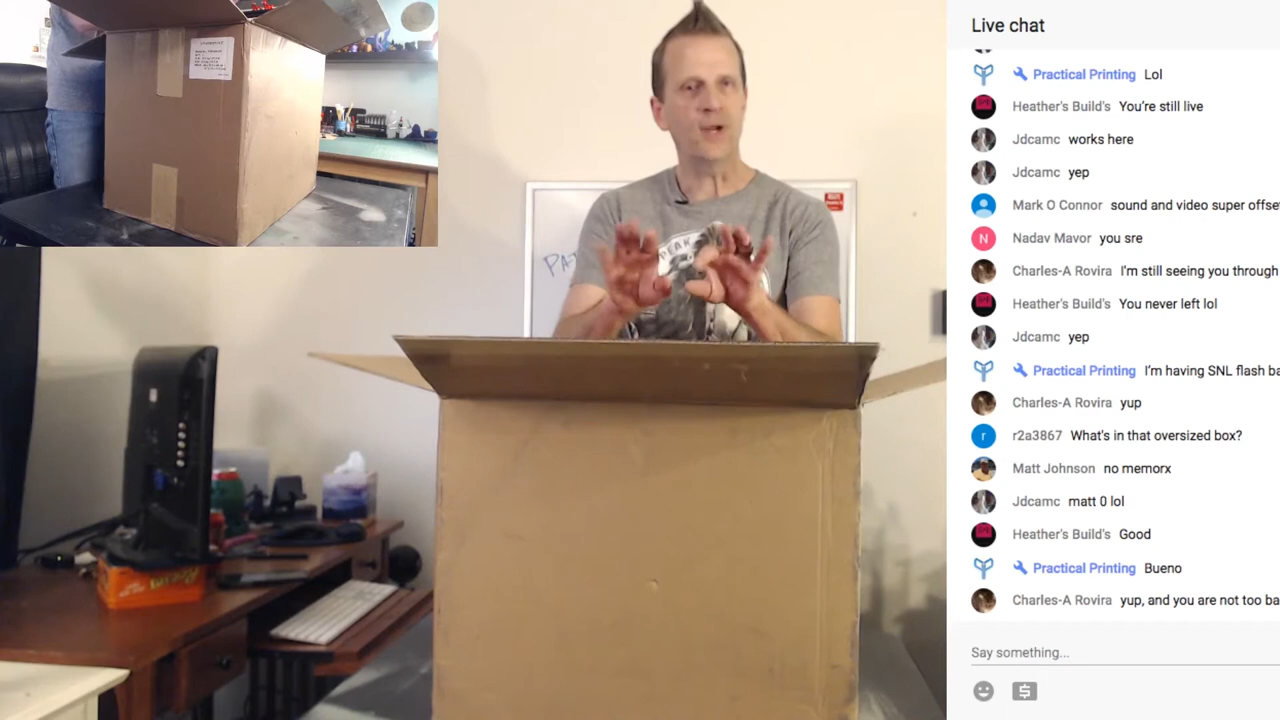 Live chat
Practical Printing Lol
Heather's Build's You're still live
Jdcamc works here
Jdcamc yep
Mark O Connor sound and video super offse
N Nadav Mavor you sre
Charles-A Rovira I'm still seeing you through
Heather's Build's You never left lol
Jdcamc yep
Practical Printing I'm having SNL flash ba
Charles-A Rovira yup
r r2a3867 What's in that oversized box?
Matt Johnson no memorx
Jdcamc matt 0 lol
Heather's Build's Good
Practical Printing Bueno
Charles-A Rovira yup, and you are not too ba
Say something...
PEAK
PA